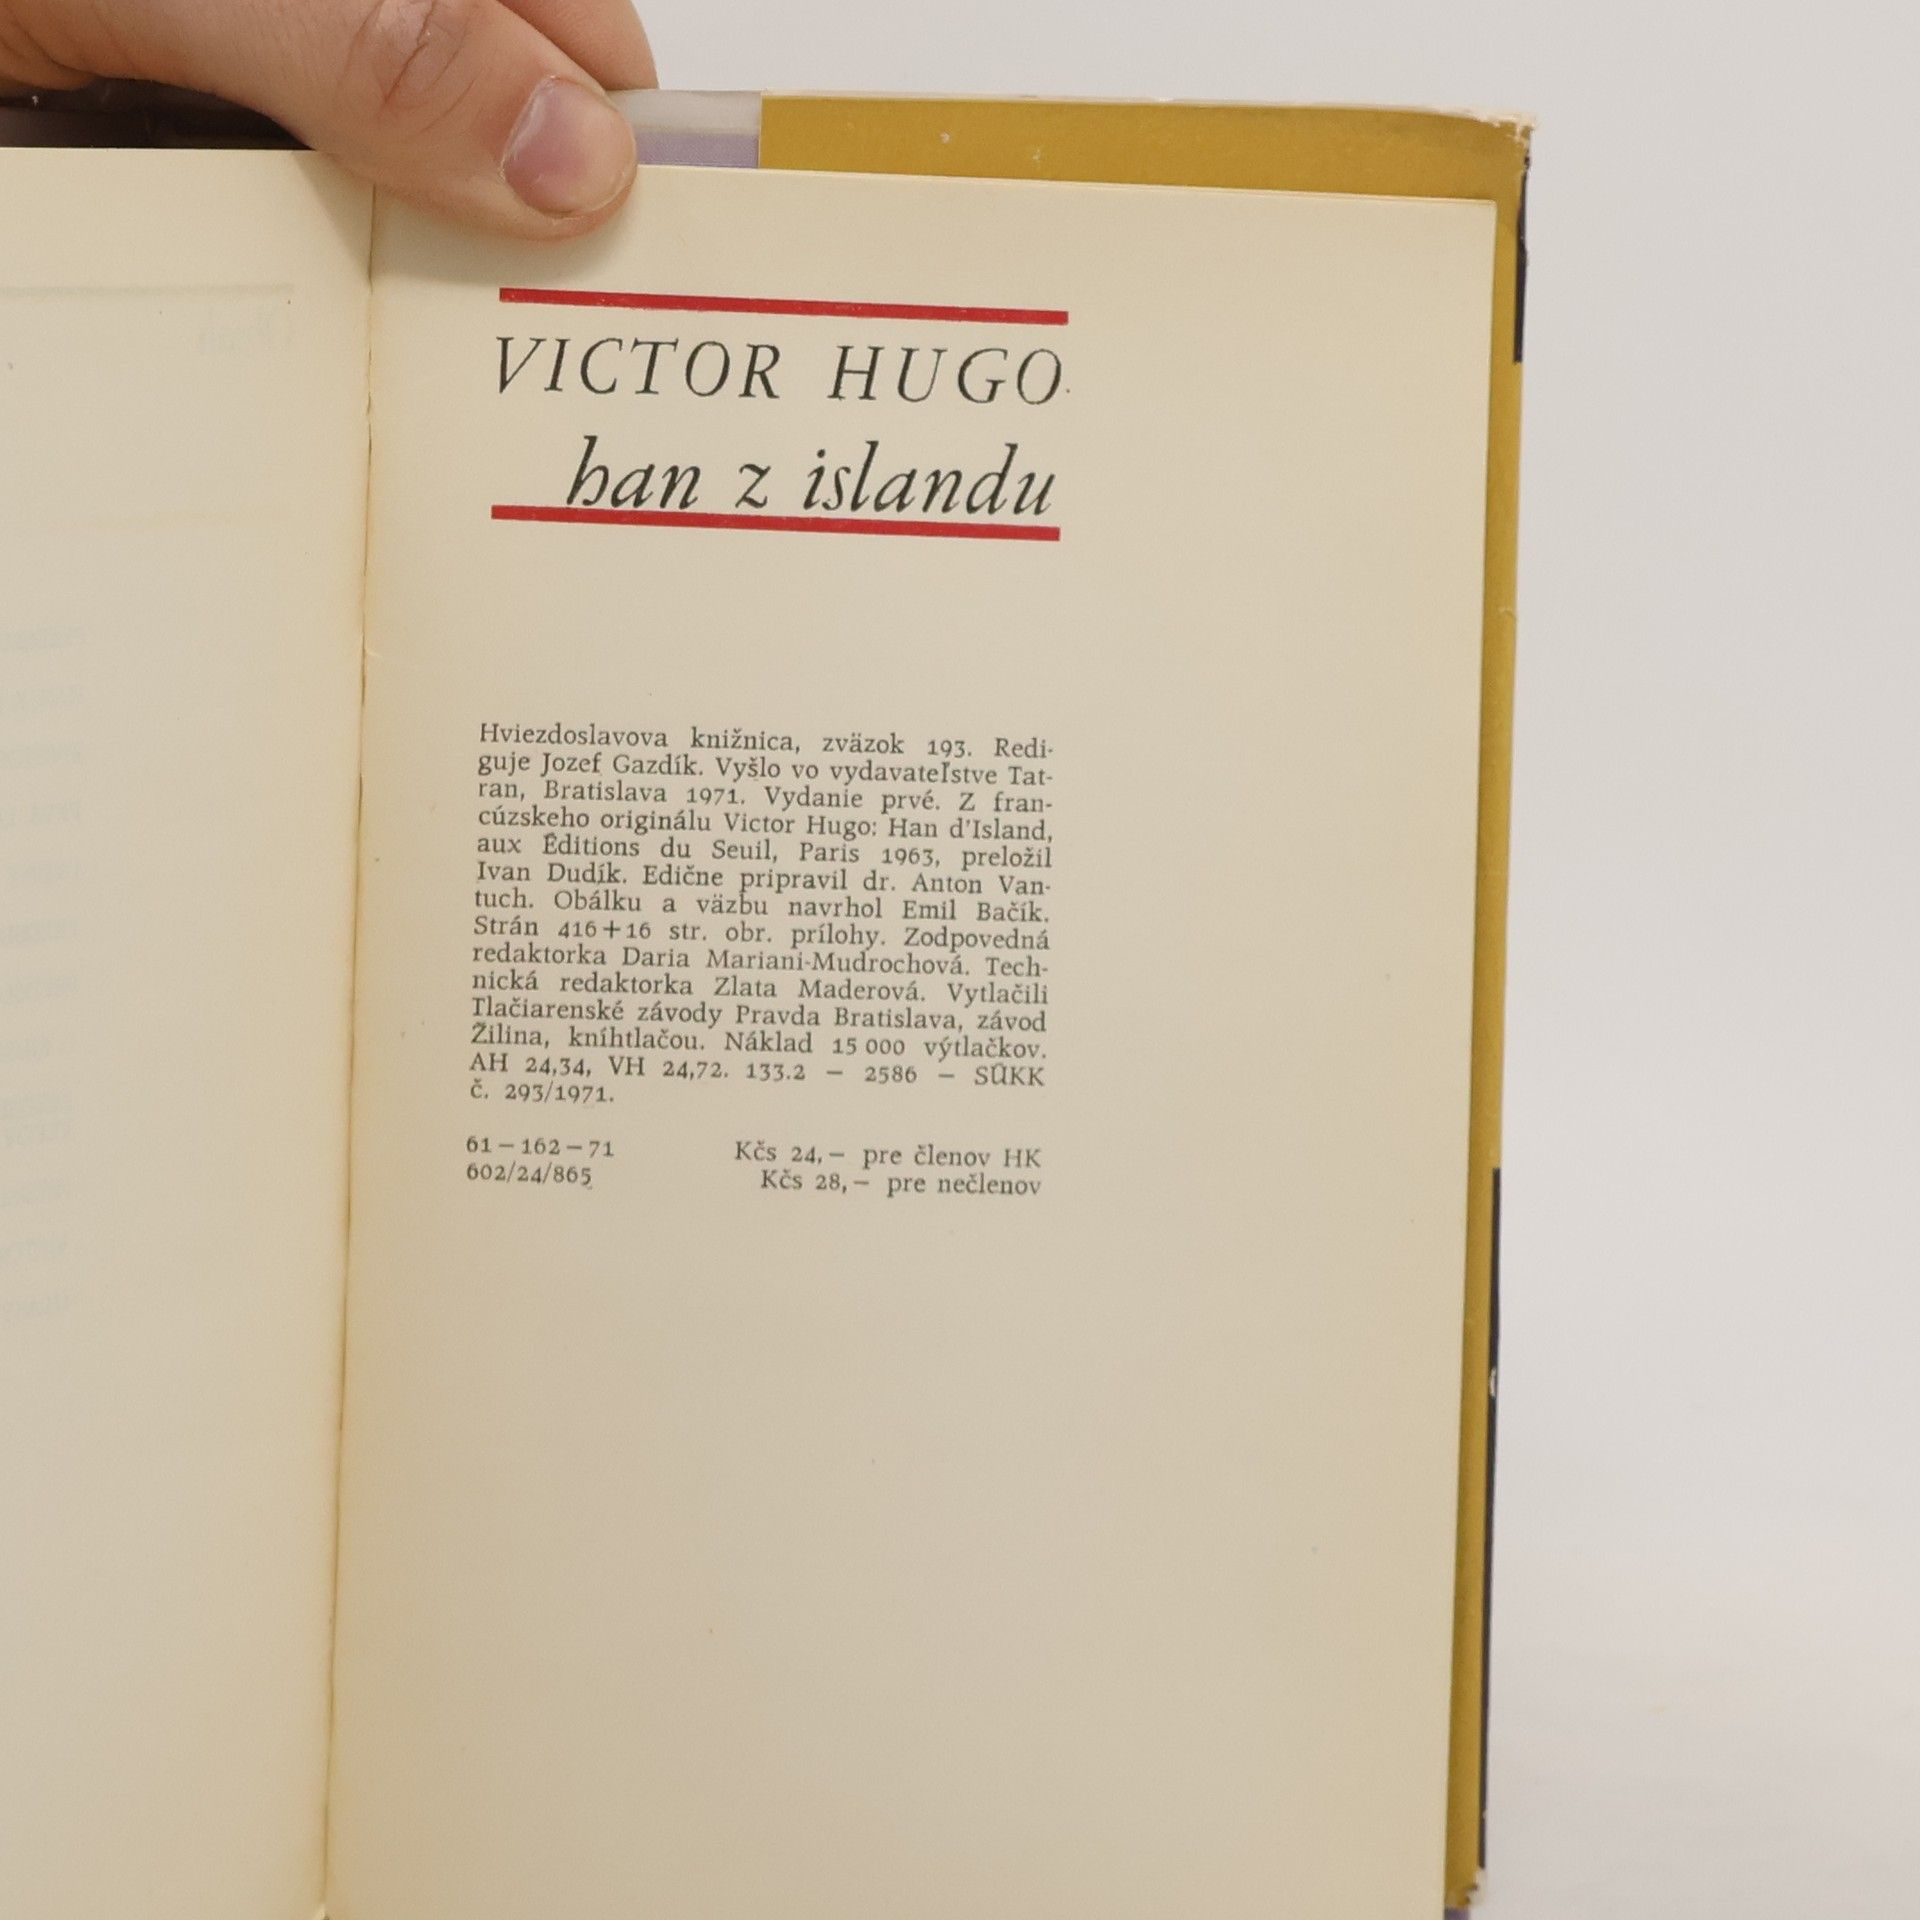 VICTOR HUGO
han z islandu
Hviezdoslavova knižnica, zväzok 193. Redi-
guje Jozef Gazdík. Vyšlo vo vydavateľstve Tat-
ran, Bratislava 1971. Vydanie prvé. Z fran-
cúzskeho originálu Victor Hugo: Han d'Island,
aux Éditions du Seuil, Paris 1963, preložil
Ivan Dudík. Edične pripravil dr. Anton Van-
tuch. Obálku a väzbu navrhol Emil Bačík.
Strán 416+16 str. obr. prílohy. Zodpovedná
redaktorka Daria Mariani-Mudrochová. Tech-
nická redaktorka Zlata Maderová. Vytlačili
Tlačiarenské závody Pravda Bratislava, závod
Žilina, kníhtlačou. Náklad 15 000 výtlačkov.
AH 24,34, VH 24,72. 133.2 — 2586 — SÚKK
č. 293/1971.
61—162—71 Kčs 24,— pre členov HK
602/24/865 Kčs 28,— pre nečlenov